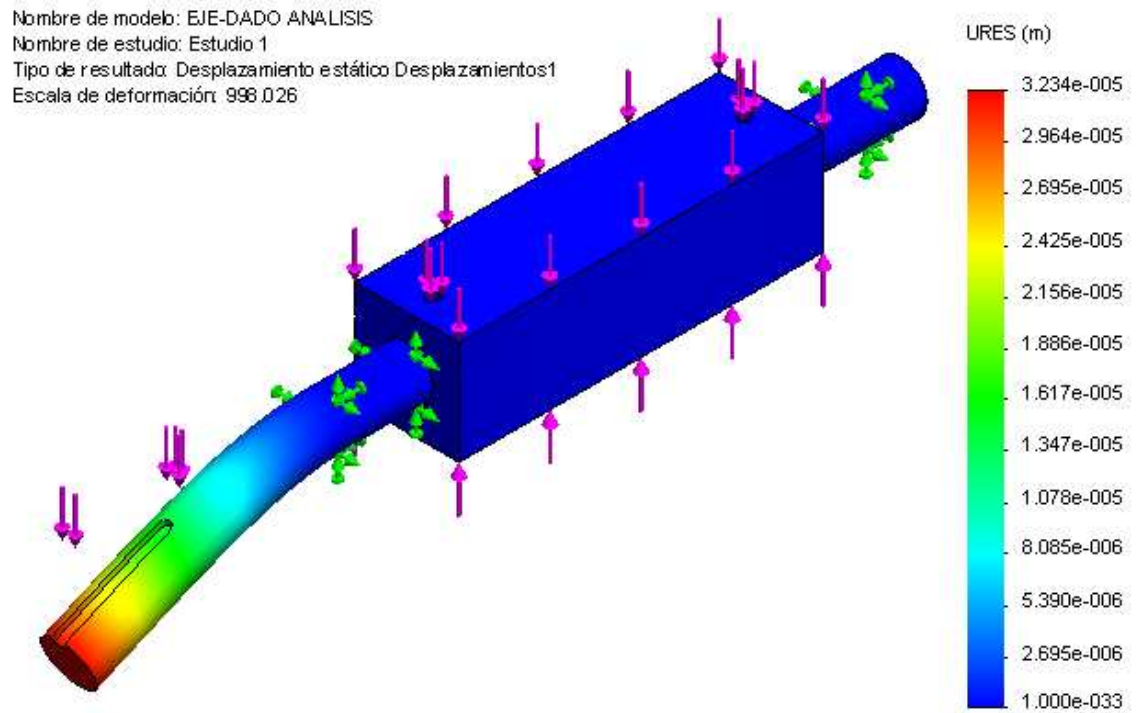 Nombre de modelo: EJE-DADO ANALISIS
Nombre de estudio: Estudio 1
Tipo de resultado: Desplazamiento estático Desplazamientos1
Escala de deformación: 998.026
URES (m)
3.234e-005
2.964e-005
2.695e-005
2.425e-005
2.156e-005
1.886e-005
1.617e-005
1.347e-005
1.078e-005
8.085e-006
5.390e-006
2.695e-006
1.000e-033